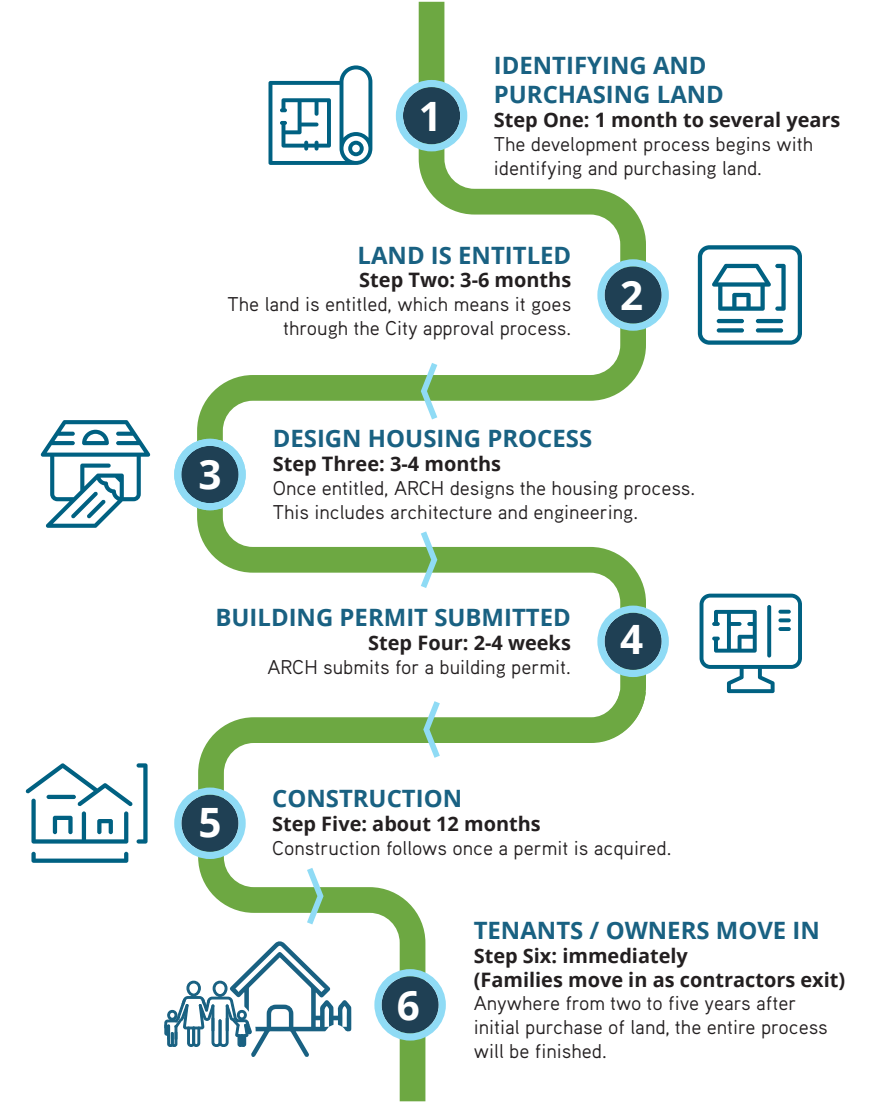 1
IDENTIFYING AND
PURCHASING LAND
Step One: 1 month to several years
The development process begins with
identifying and purchasing land.
LAND IS ENTITLED
Step Two: 3-6 months
The land is entitled, which means it goes
through the City approval process.
2
3
DESIGN HOUSING PROCESS
Step Three: 3-4 months
Once entitled, ARCH designs the housing process.
This includes architecture and engineering.
BUILDING PERMIT SUBMITTED
Step Four: 2-4 weeks
ARCH submits for a building permit.
4
5
CONSTRUCTION
Step Five: about 12 months
Construction follows once a permit is acquired.
6
TENANTS / OWNERS MOVE IN
Step Six: immediately
(Families move in as contractors exit)
Anywhere from two to five years after
initial purchase of land, the entire process
will be finished.